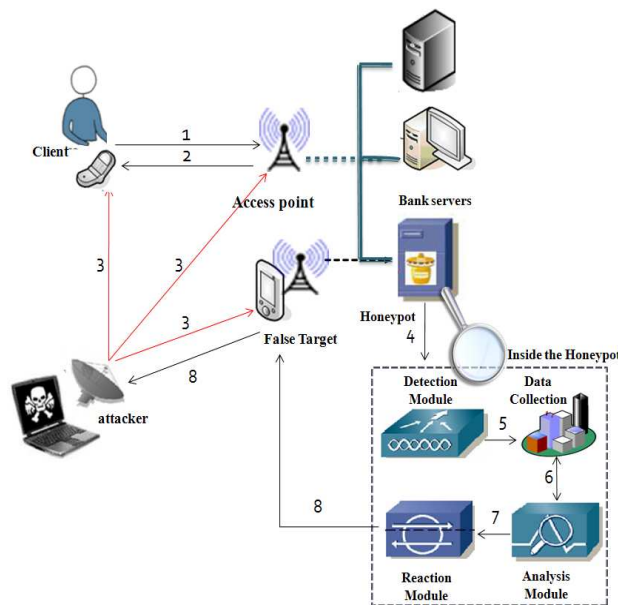 1
Client
2
Access point
Bank servers
3
3
3
False Target
Honeypot
4
Inside the Honeypot
8
attacker
Detection
Module
Data
Collection
5
6
8
7
Reaction
Module
Analysis
Module